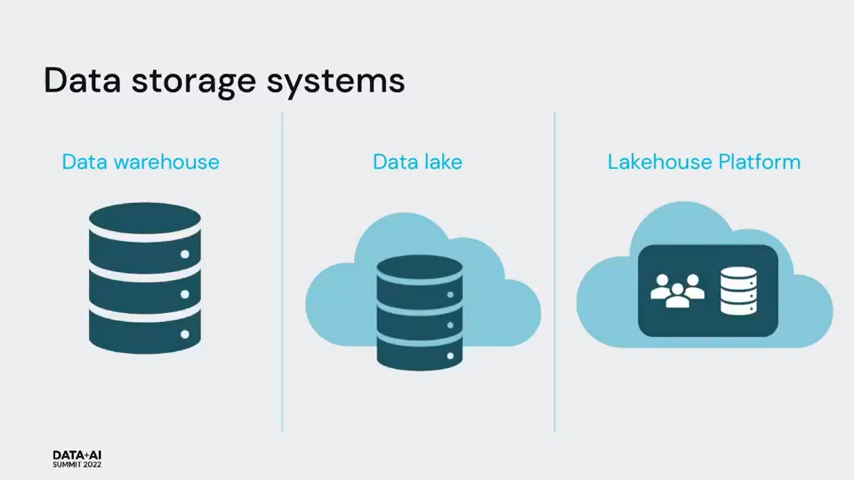 Data storage systems
Data warehouse
Data lake
Lakehouse Platform
DATA+AI
SUMMIT 2022